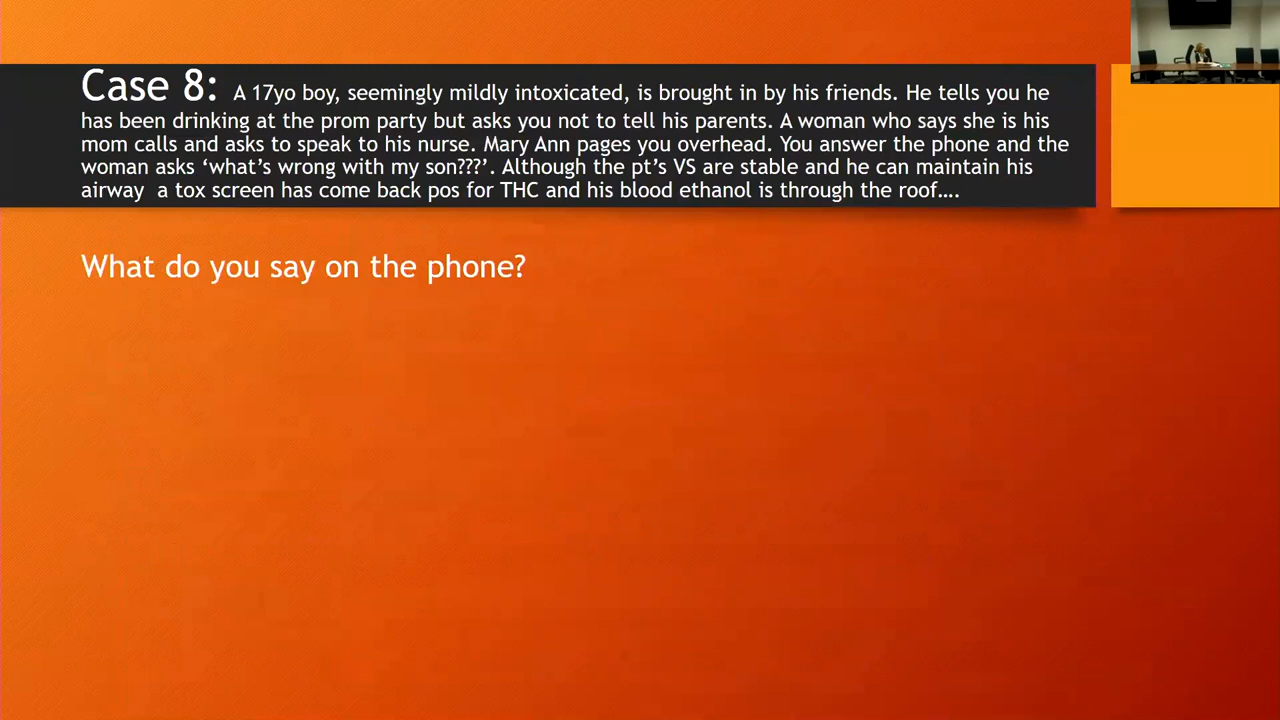 Case 8: A 17yo boy, seemingly mildly intoxicated, is brought in by his friends. He tells you he
has been drinking at the prom party but asks you not to tell his parents. A woman who says she is his
mom calls and asks to speak to his nurse. Mary Ann pages you overhead. You answer the phone and the
woman asks ‘what’s wrong with my son???’. Although the pt’s VS are stable and he can maintain his
airway a tox screen has come back pos for THC and his blood ethanol is through the roof….
What do you say on the phone?